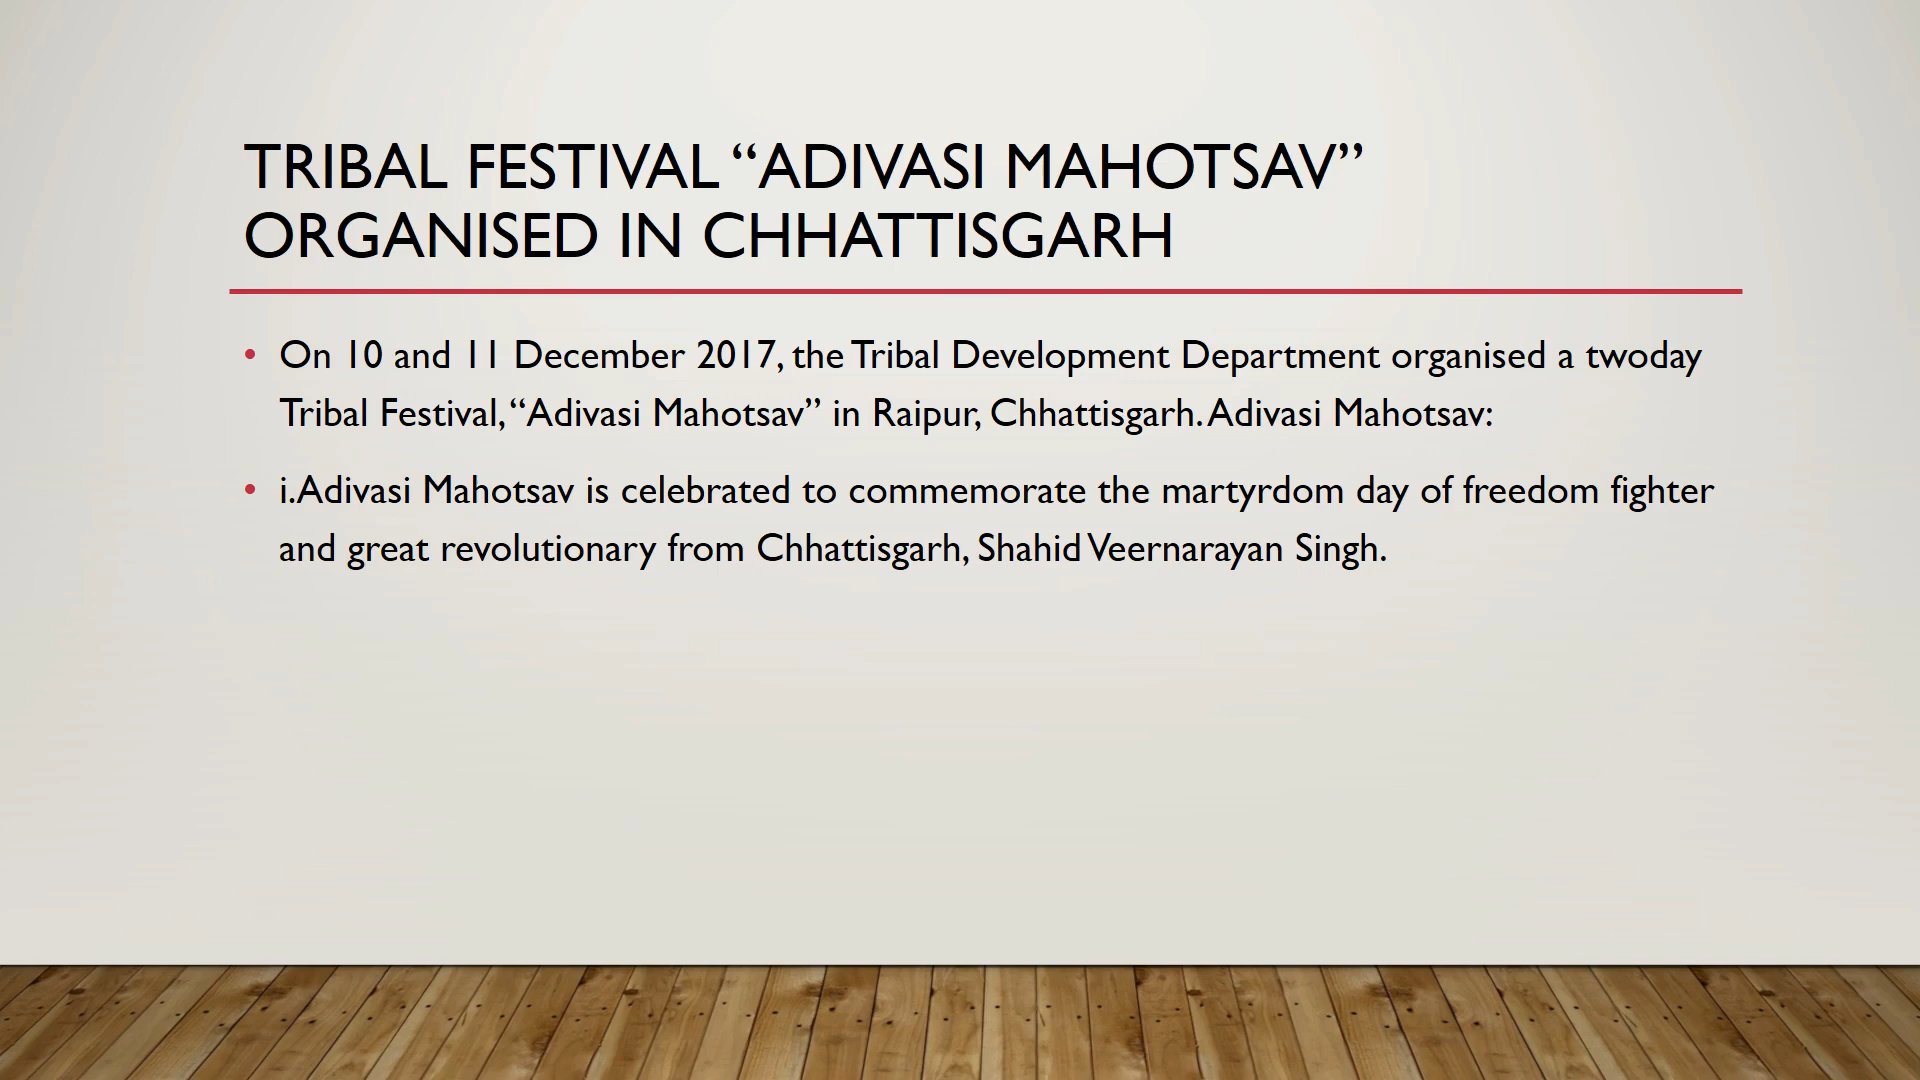 TRIBAL FESTIVAL “ADIVASI MAHOTSAV”
ORGANISED IN CHHATTISGARH
• On 10 and 11 December 2017, the Tribal Development Department organised a twoday
Tribal Festival, “Adivasi Mahotsav” in Raipur, Chhattisgarh. Adivasi Mahotsav:
• i.Adivasi Mahotsav is celebrated to commemorate the martyrdom day of freedom fighter
and great revolutionary from Chhattisgarh, Shahid Veernarayan Singh.